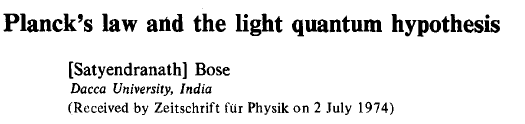 Planck's law and the light quantum hypothesis
[Satyendranath] Bose
Dacca University, India
(Received by Zeitschrift für Physik on 2 July 1974)